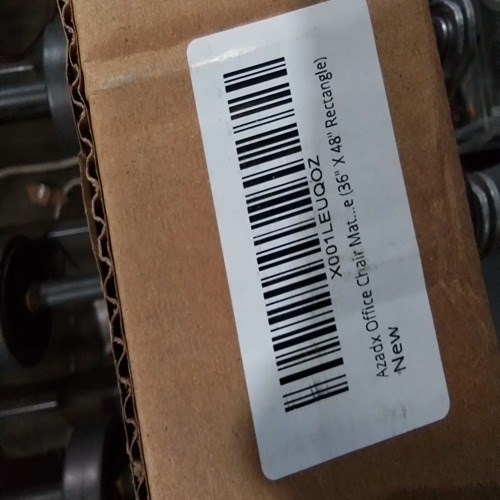 X001LEUQOZ
Azadx Office Chair Mat...e (36" X 48" Rectangle)
New